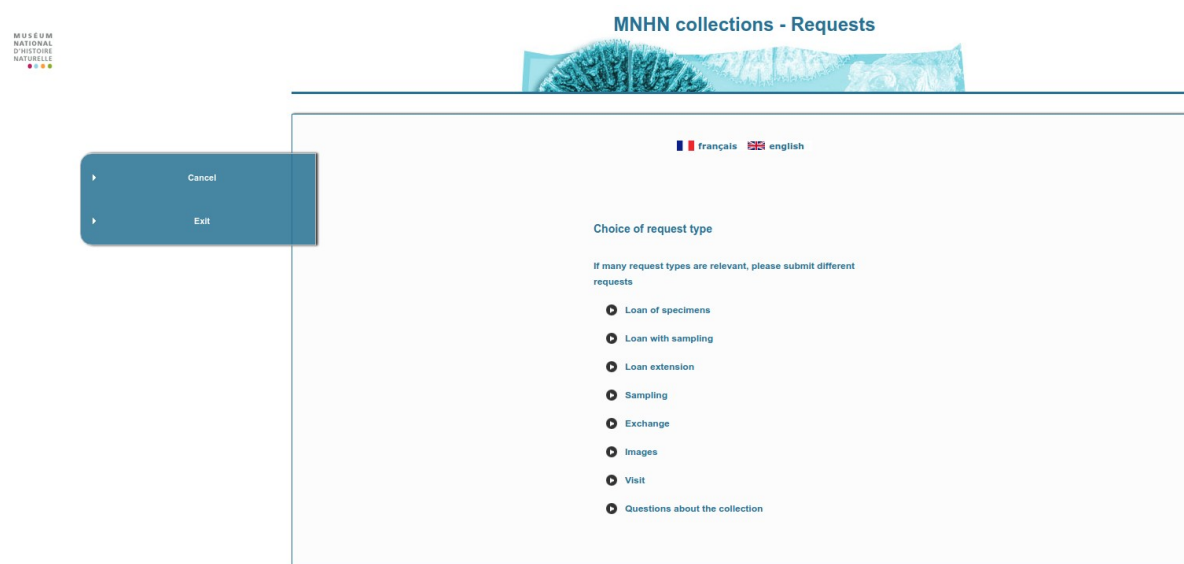 MNHN collections - Requests
MUSÉUM
NATIONAL
D'HISTOIRE
NATURELLE
français english
Cancel
Exit
Choice of request type
If many request types are relevant, please submit different
requests
Loan of specimens
Loan with sampling
Loan extension
Sampling
Exchange
Images
Visit
Questions about the collection